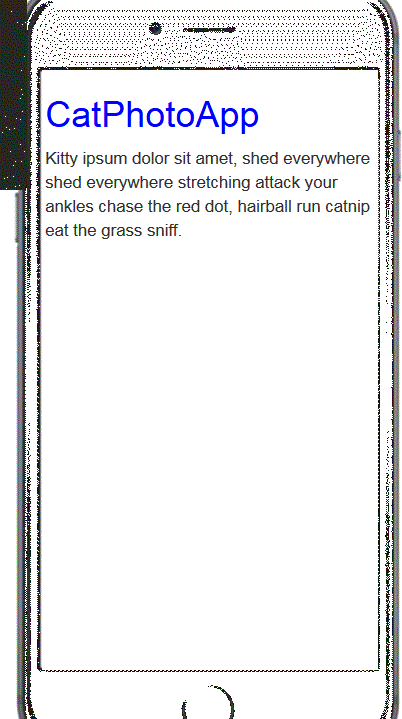 CatPhotoApp
Kitty ipsum dolor sit amet, shed everywhere
shed everywhere stretching attack your
ankles chase the red dot, hairball run catnip
eat the grass sniff.